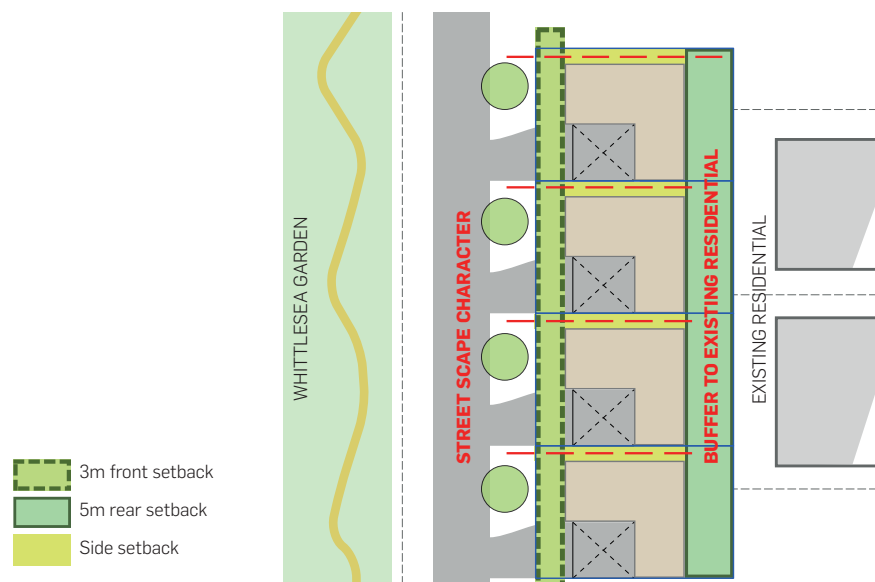 WHITTLESEA GARDEN
STREET SCAPE CHARACTER
BUFFER TO EXISTING RESIDENTIAL
EXISTING RESIDENTIAL
3m front setback
5m rear setback
Side setback